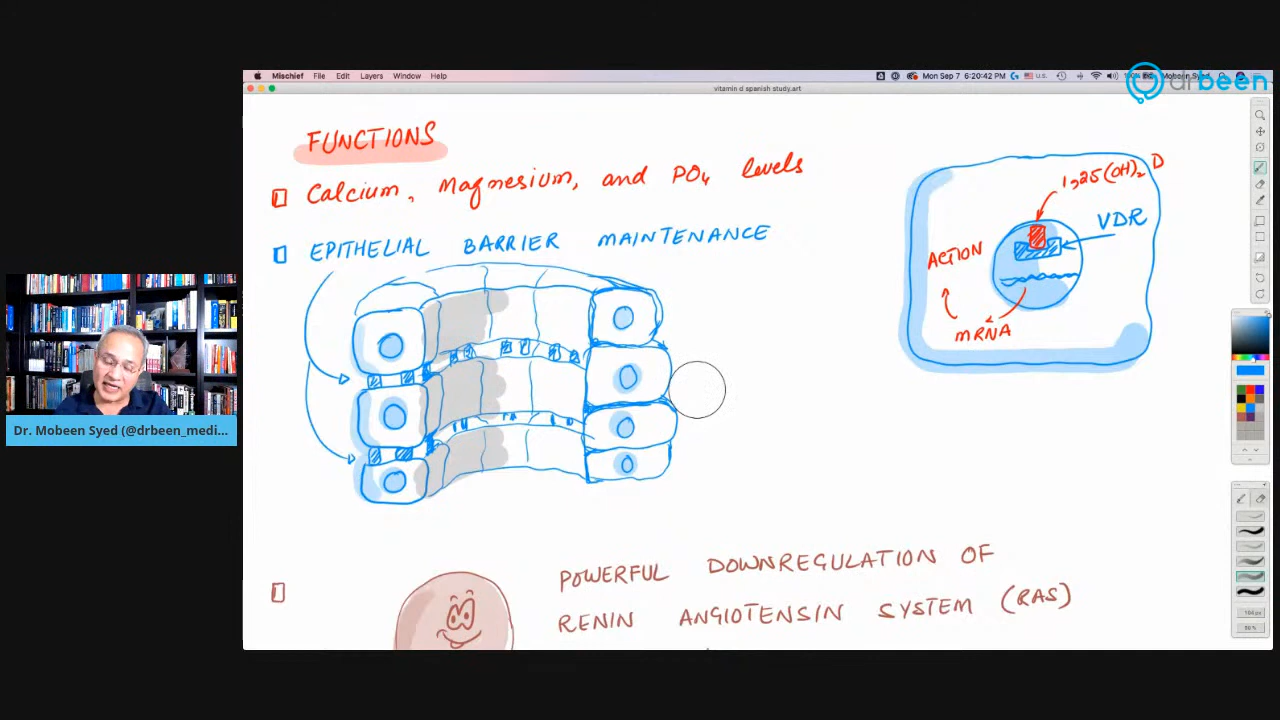 Mischief File Edit Layers Window Help
U.S. Mon Sep 7 6:20:42 PM Mobeen Syed
drbeen
vitamin d spanish study.art
FUNCTIONS
Calcium, Magnesium, and PO4 levels
EPITHELIAL BARRIER MAINTENANCE
1,25(OH)2 D
VDR
ACTION
MRNA
Dr. Mobeen Syed (@drbeen_medi...
POWERFUL DOWNREGULATION OF
RENIN ANGIOTENSIN SYSTEM (RAS)